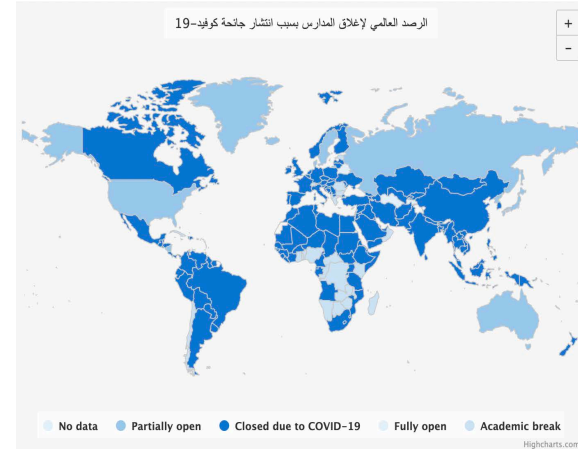 الرصد العالمي لإغلاق المدارس بسبب انتشار جائحة كوفيد-19
+
-
No data Partially open Closed due to COVID-19 Fully open Academic break
Highcharts.com